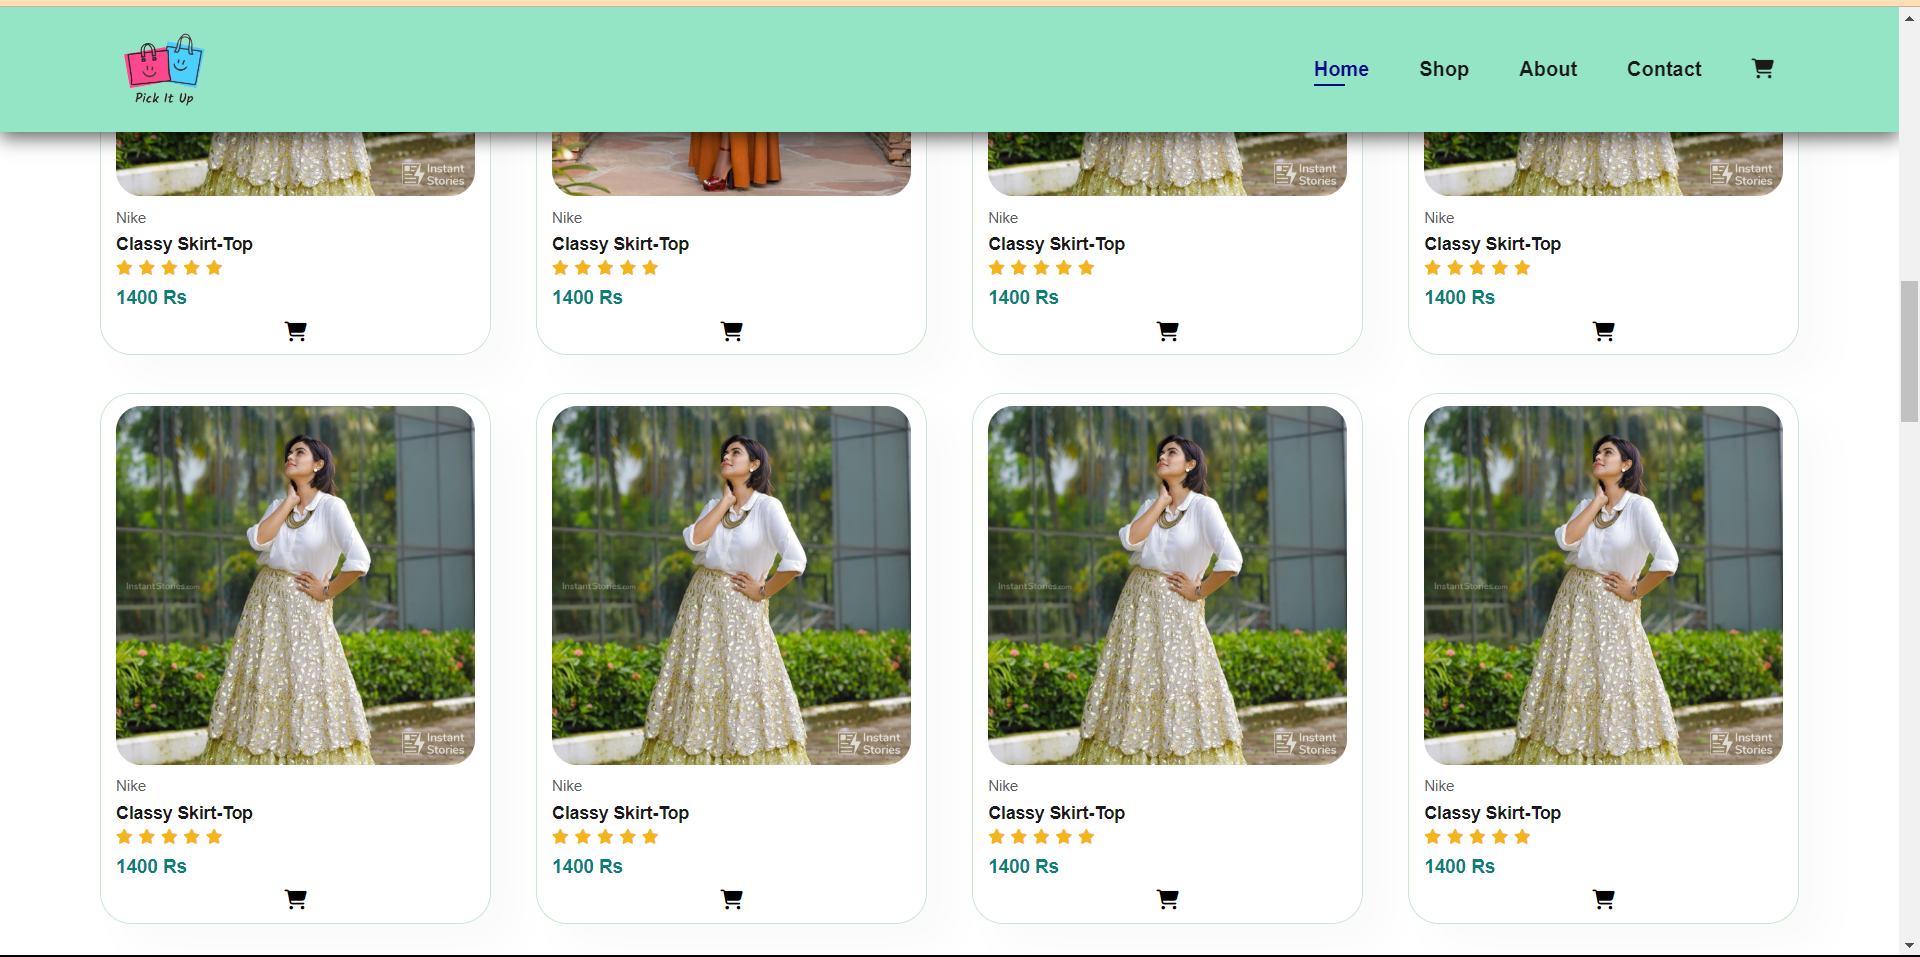 Pick It Up
Home Shop About Contact
Instant
Stories
Instant
Stories
Instant
Stories
Nike Nike Nike Nike
Classy Skirt-Top Classy Skirt-Top Classy Skirt-Top Classy Skirt-Top
1400 Rs 1400 Rs 1400 Rs 1400 Rs
InstantStories.com InstantStories.com InstantStories.com InstantStories.com
Instant
Stories
Instant
Stories
Instant
Stories
Instant
Stories
Nike Nike Nike Nike
Classy Skirt-Top Classy Skirt-Top Classy Skirt-Top Classy Skirt-Top
1400 Rs 1400 Rs 1400 Rs 1400 Rs